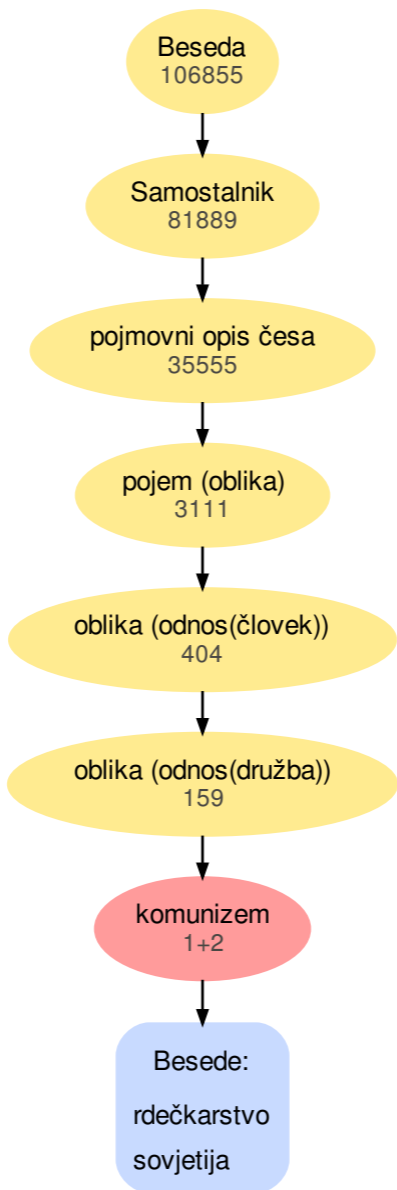 Beseda
106855
Samostalnik
81889
pojmovni opis česa
35555
pojem (oblika)
3111
oblika (odnos(človek))
404
oblika (odnos(družba))
159
komunizem
1+2
Besede:
rdečkarstvo
sovjetija